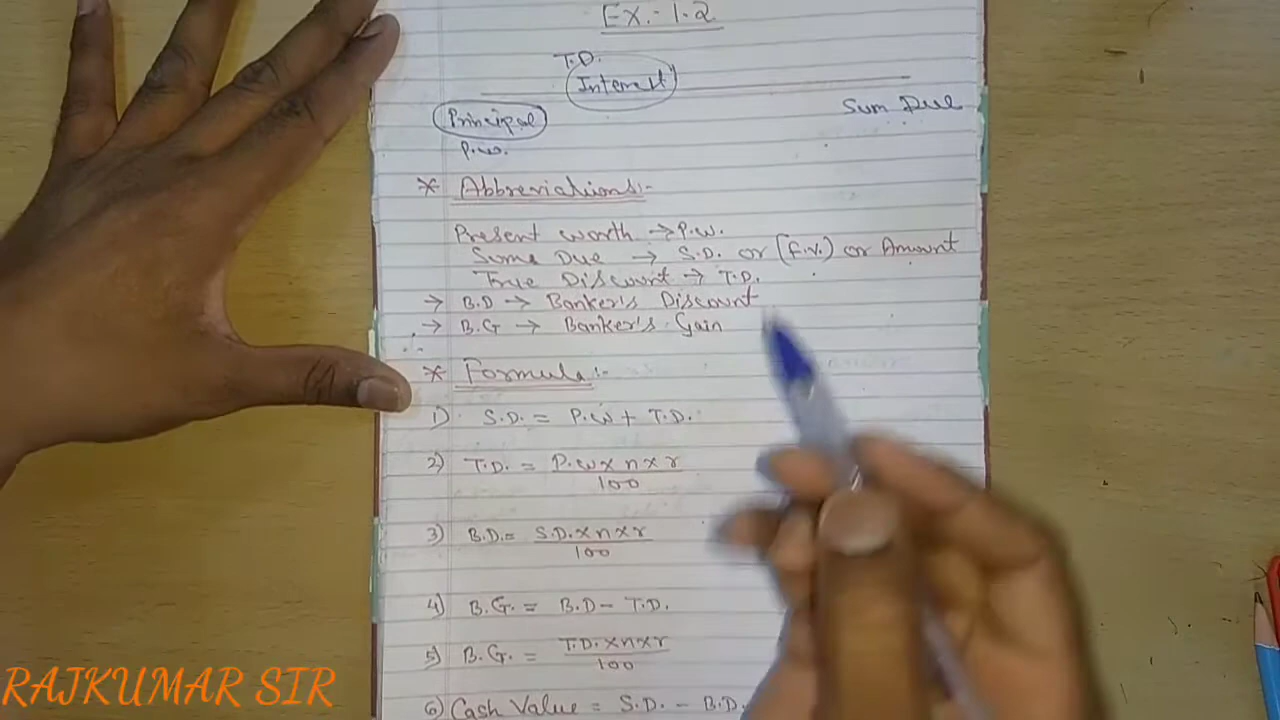 Ex.- 1.2
T.D.
Interest
Principal
Sum Due
P.W.
* Abbreviations:-
Present worth → P.W.
Some Due → S.D. or (F.V.) or Amount
True Discount → T.D.
→ B.D → Banker's Discount
→ B.G → Banker's Gain
* Formula:-
1) S.D. = P.W + T.D.
2) T.D. = P.W x n x r / 100
3) B.D. = S.D. x n x r / 100
4) B.G. = B.D - T.D.
5) B.G. = T.D. x n x r / 100
6) Cash Value = S.D. - B.D.
RAJKUMAR SIR